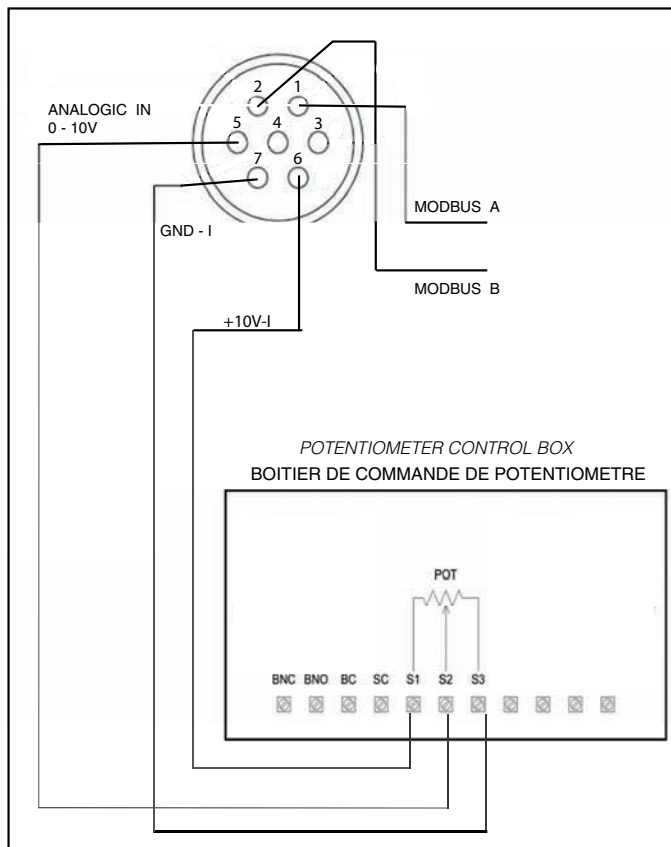 2 1
ANALOGIC IN
0 - 10V
5 4 3
7 6
GND - I
MODBUS A
MODBUS B
+10V-I
POTENTIOMETER CONTROL BOX
BOITIER DE COMMANDE DE POTENTIOMETRE
POT
BNC BNO BC SC S1 S2 S3